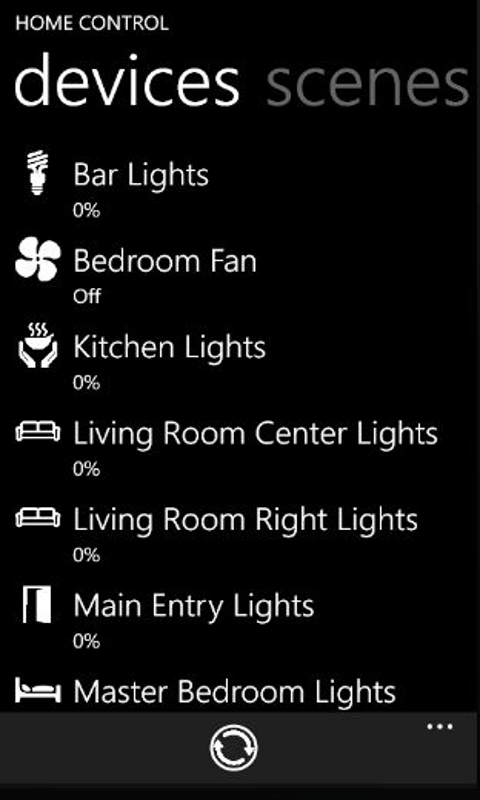 HOME CONTROL
devices scenes
Bar Lights
0%
Bedroom Fan
Off
Kitchen Lights
0%
Living Room Center Lights
0%
Living Room Right Lights
0%
Main Entry Lights
0%
Master Bedroom Lights